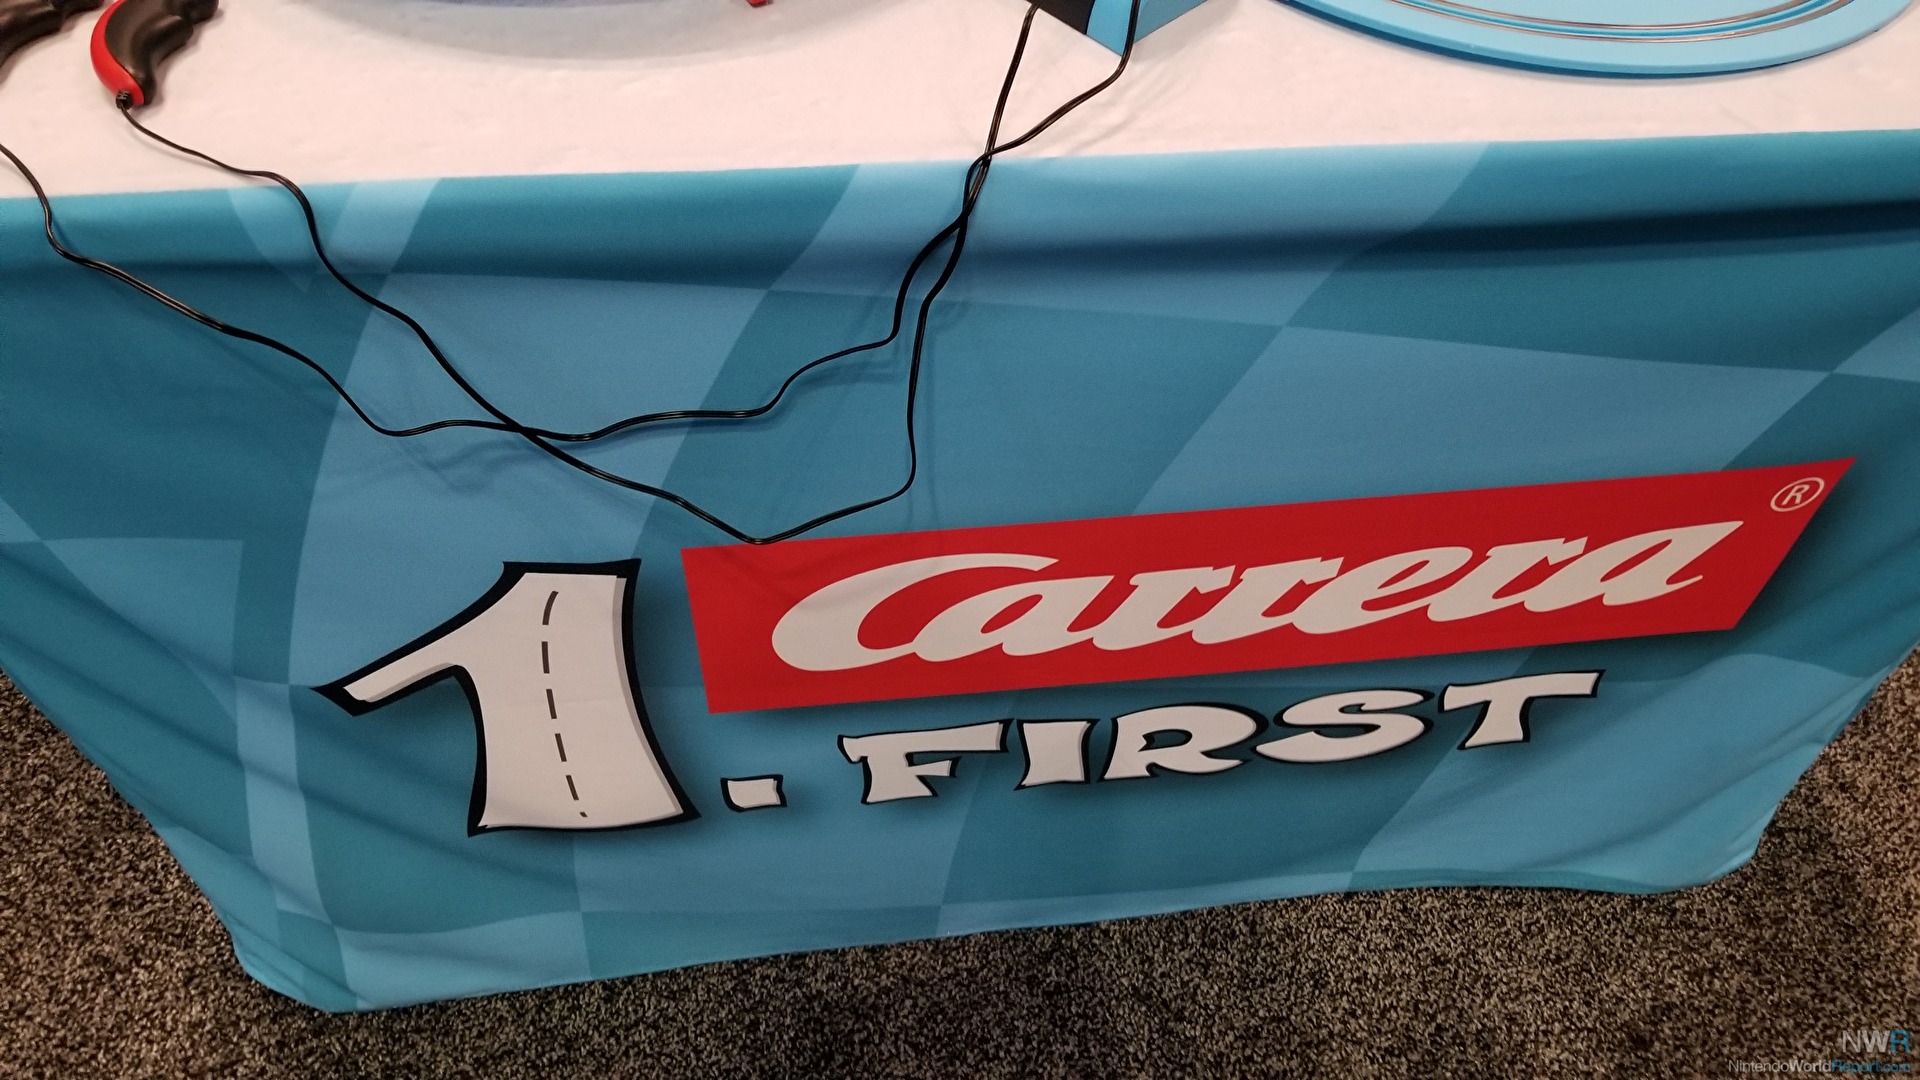 1. Carrera®
FIRST
NWR
NintendoWorldReport.com